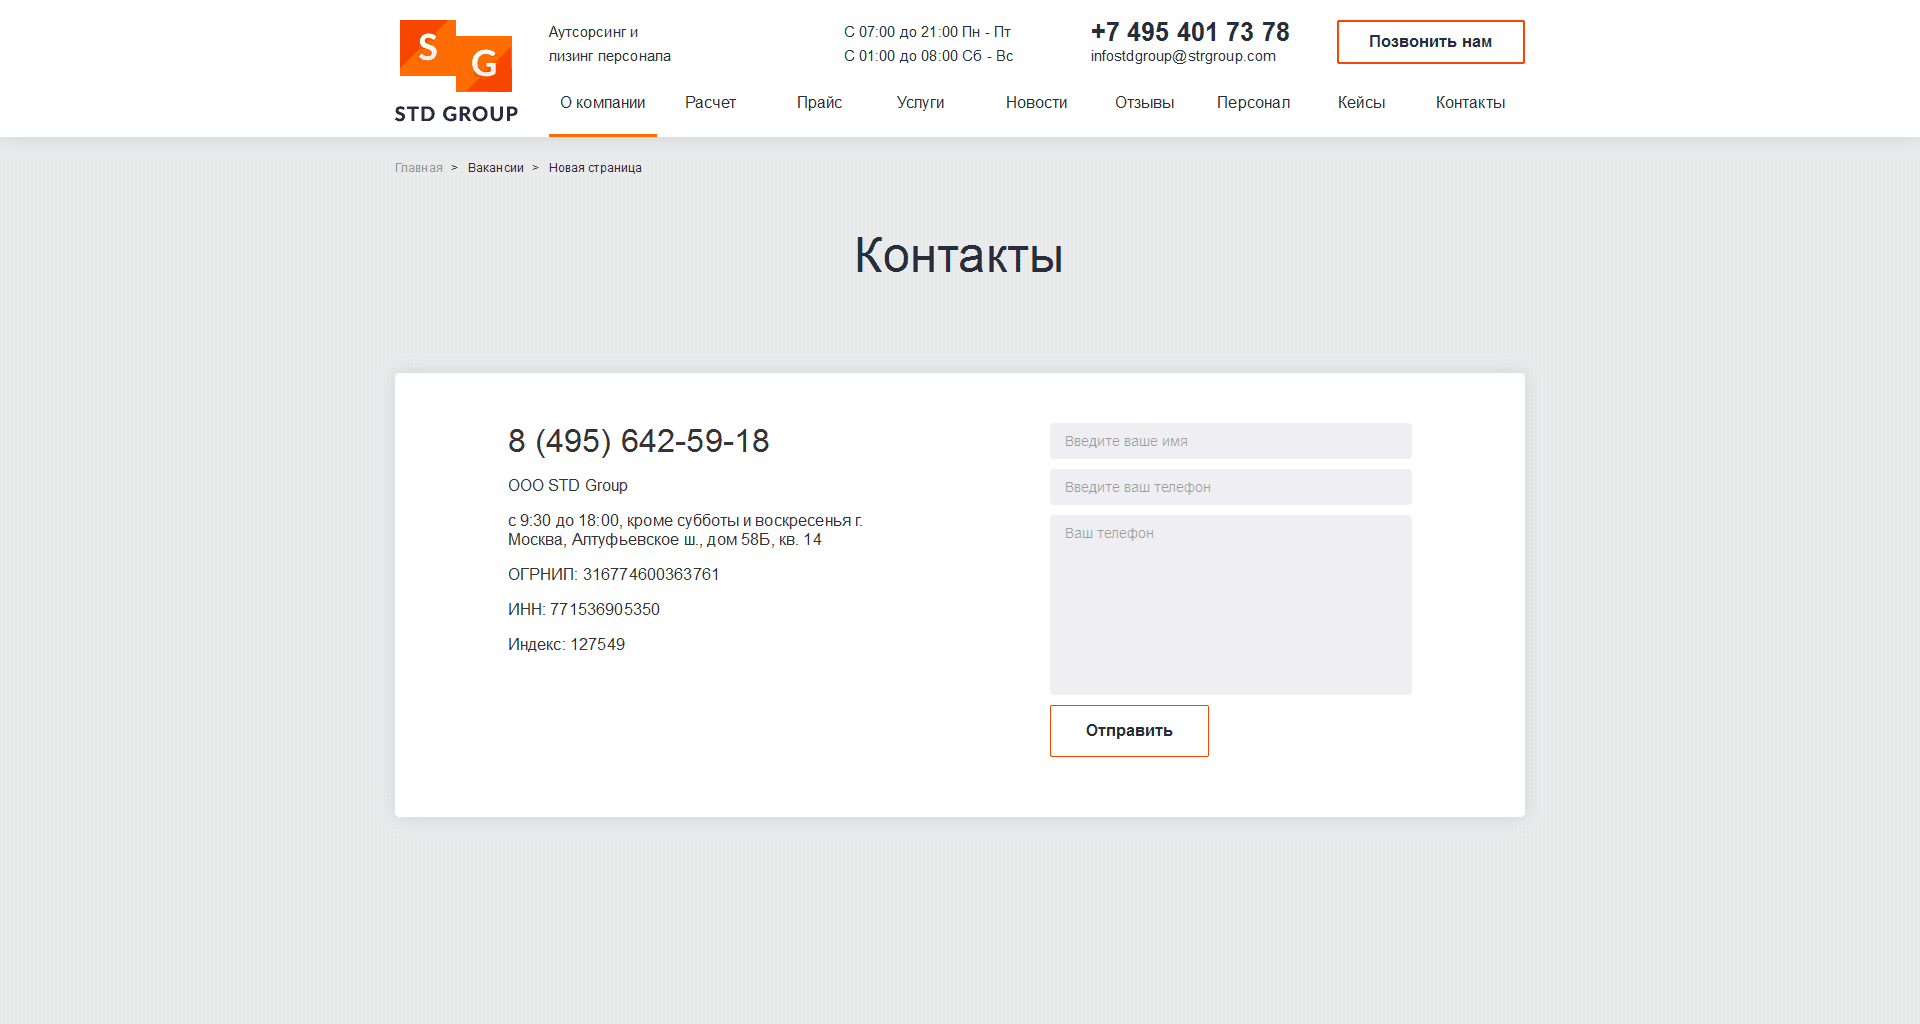 S
G
STD GROUP
Аутсорсинг и
лизинг персонала
С 07:00 до 21:00 Пн - Пт
С 01:00 до 08:00 Сб - Вс
+7 495 401 73 78
infostdgroup@strgroup.com
Позвонить нам
О компании Расчет Прайс Услуги Новости Отзывы Персонал Кейсы Контакты
Главная > Вакансии > Новая страница
Контакты
8 (495) 642-59-18
ООО STD Group
с 9:30 до 18:00, кроме субботы и воскресенья г.
Москва, Алтуфьевское ш., дом 58Б, кв. 14
ОГРНИП: 316774600363761
ИНН: 771536905350
Индекс: 127549
Введите ваше имя
Введите ваш телефон
Ваш телефон
Отправить